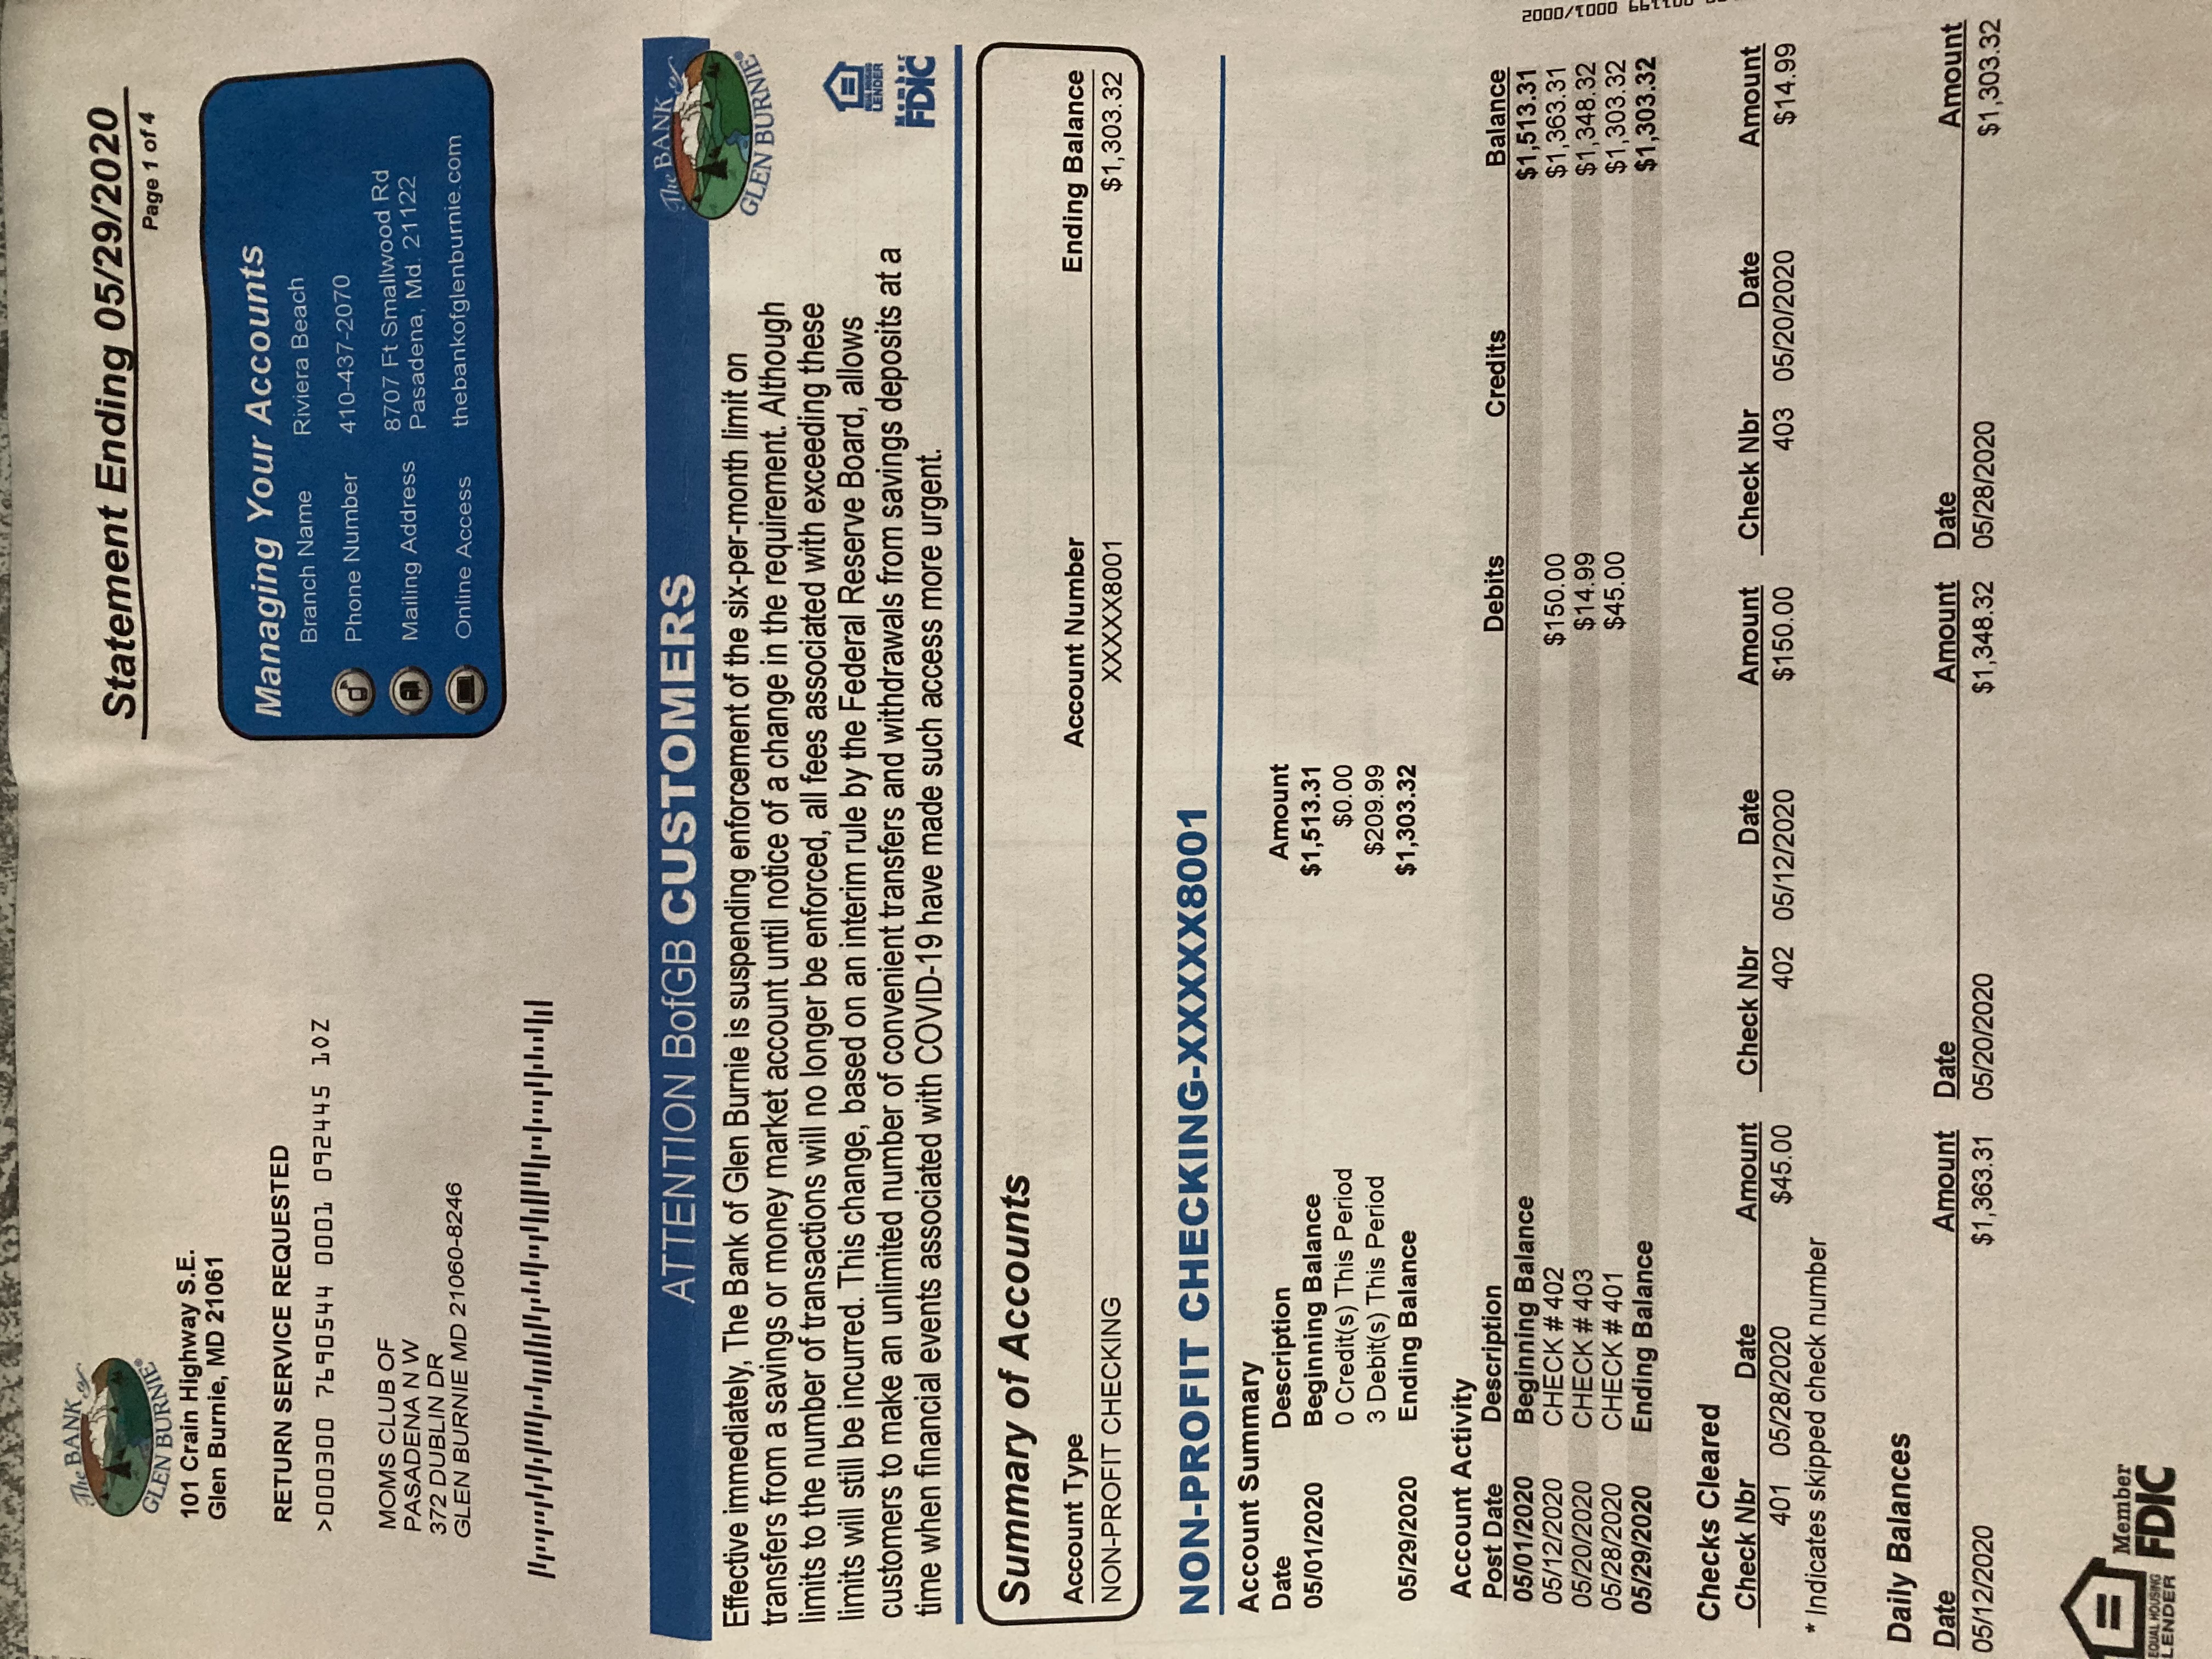 The BANK of
GLEN BURNIE®
101 Crain Highway S.E.
Glen Burnie, MD 21061
Statement Ending 05/29/2020
Page 1 of 4
RETURN SERVICE REQUESTED
>000300 7690544 0001 092445 10Z
MOMS CLUB OF
PASADENA N W
372 DUBLIN DR
GLEN BURNIE MD 21060-8246
Managing Your Accounts
Branch Name Riviera Beach
Phone Number 410-437-2070
Mailing Address 8707 Ft Smallwood Rd
Pasadena, Md. 21122
Online Access thebankofglenburnie.com
ATTENTION BofGB CUSTOMERS
The BANK of
GLEN BURNIE®
Effective immediately, The Bank of Glen Burnie is suspending enforcement of the six-per-month limit on
transfers from a savings or money market account until notice of a change in the requirement. Although
limits to the number of transactions will no longer be enforced, all fees associated with exceeding these
limits will still be incurred. This change, based on an interim rule by the Federal Reserve Board, allows
customers to make an unlimited number of convenient transfers and withdrawals from savings deposits at a
time when financial events associated with COVID-19 have made such access more urgent.
EQUAL HOUSING
LENDER
Member
FDIC
Summary of Accounts
Account Type Account Number Ending Balance
NON-PROFIT CHECKING XXXXX8001 $1,303.32
NON-PROFIT CHECKING-XXXXX8001
Account Summary
Date Description Amount
05/01/2020 Beginning Balance $1,513.31
0 Credit(s) This Period $0.00
3 Debit(s) This Period $209.99
05/29/2020 Ending Balance $1,303.32
Account Activity
Post Date Description Debits Credits Balance
05/01/2020 Beginning Balance $1,513.31
05/12/2020 CHECK # 402 $150.00 $1,363.31
05/20/2020 CHECK # 403 $14.99 $1,348.32
05/28/2020 CHECK # 401 $45.00 $1,303.32
05/29/2020 Ending Balance $1,303.32
Checks Cleared
Check Nbr Date Amount Check Nbr Date Amount Check Nbr Date Amount
401 05/28/2020 $45.00 402 05/12/2020 $150.00 403 05/20/2020 $14.99
* Indicates skipped check number
Daily Balances
Date Amount Date Amount Date Amount
05/12/2020 $1,363.31 05/20/2020 $1,348.32 05/28/2020 $1,303.32
EQUAL HOUSING
LENDER
Member
FDIC
001199 0001/0002